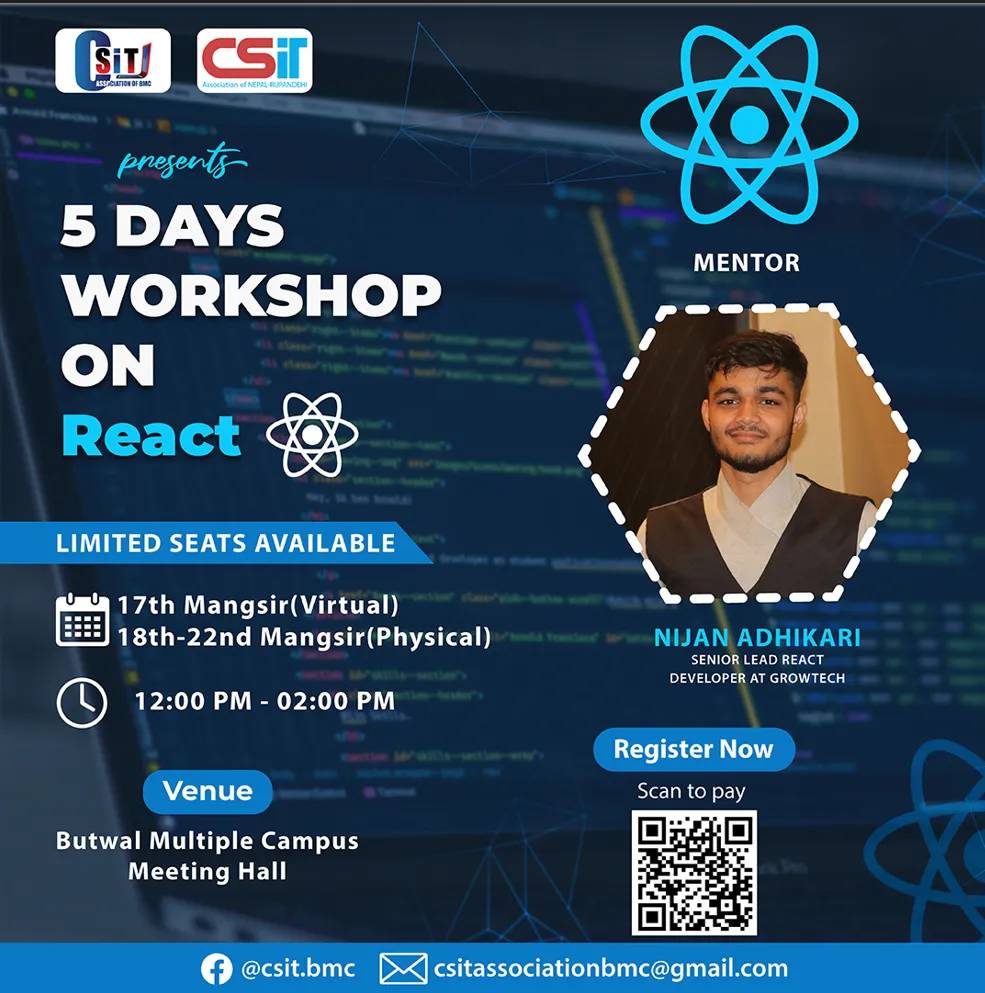 CSiT
ASSOCIATION OF BMC
CSiT
Association of NEPAL-RUPANDEHI
presents
5 DAYS
WORKSHOP
ON
React
LIMITED SEATS AVAILABLE
17th Mangsir(Virtual)
18th-22nd Mangsir(Physical)
12:00 PM - 02:00 PM
Venue
Butwal Multiple Campus
Meeting Hall
MENTOR
NIJAN ADHIKARI
SENIOR LEAD REACT
DEVELOPER AT GROWTECH
Register Now
Scan to pay
@csit.bmc
csitassociationbmc@gmail.com